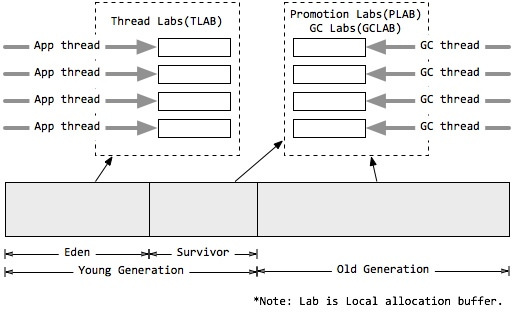 Thread Labs(TLAB)
Promotion Labs(PLAB)
GC Labs(GCLAB)
App thread
GC thread
App thread
GC thread
App thread
GC thread
App thread
GC thread
Eden
Survivor
Young Generation
Old Generation
*Note: Lab is Local allocation buffer.